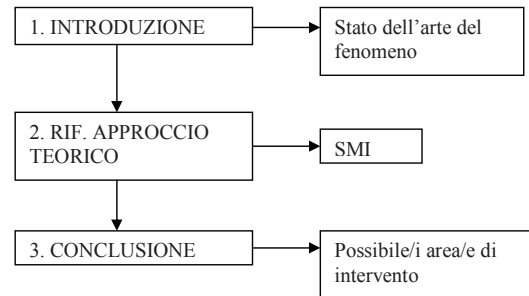 1. INTRODUZIONE
Stato dell'arte del
fenomeno
2. RIF. APPROCCIO
TEORICO
SMI
3. CONCLUSIONE
Possibile/i area/e di
intervento